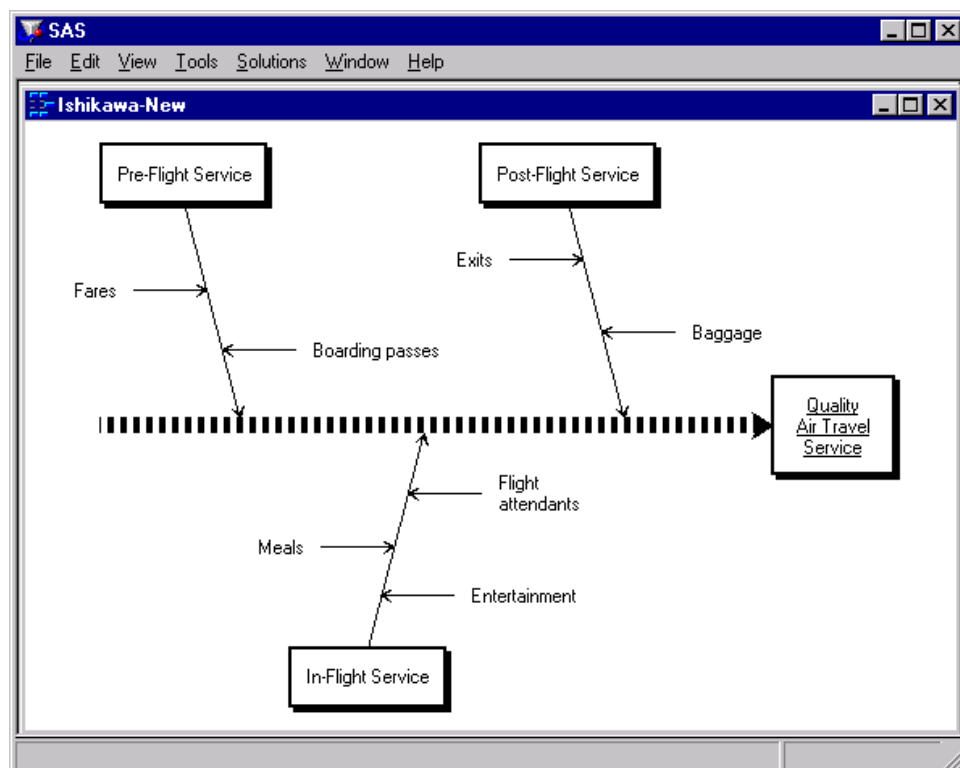 SAS
File Edit View Tools Solutions Window Help
Ishikawa-New
Pre-Flight Service
Post-Flight Service
Exits
Fares
Baggage
Boarding passes
Quality
Air Travel
Service
Flight
attendants
Meals
Entertainment
In-Flight Service